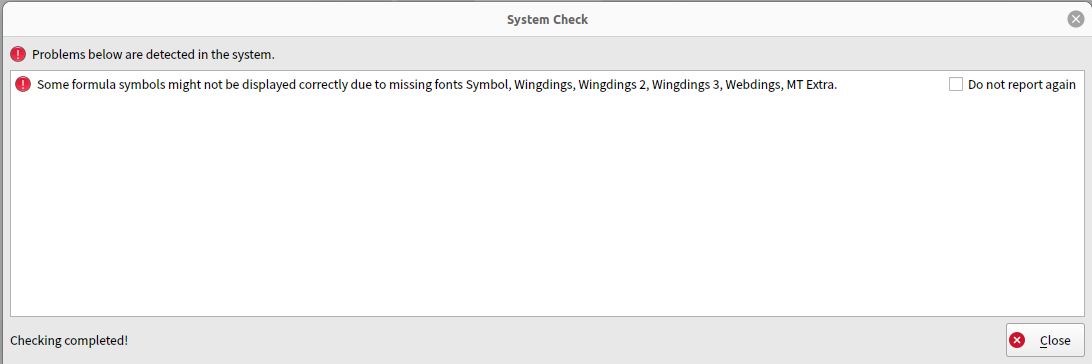 System Check
Problems below are detected in the system.
Some formula symbols might not be displayed correctly due to missing fonts Symbol, Wingdings, Wingdings 2, Wingdings 3, Webdings, MT Extra. Do not report again
Checking completed! Close